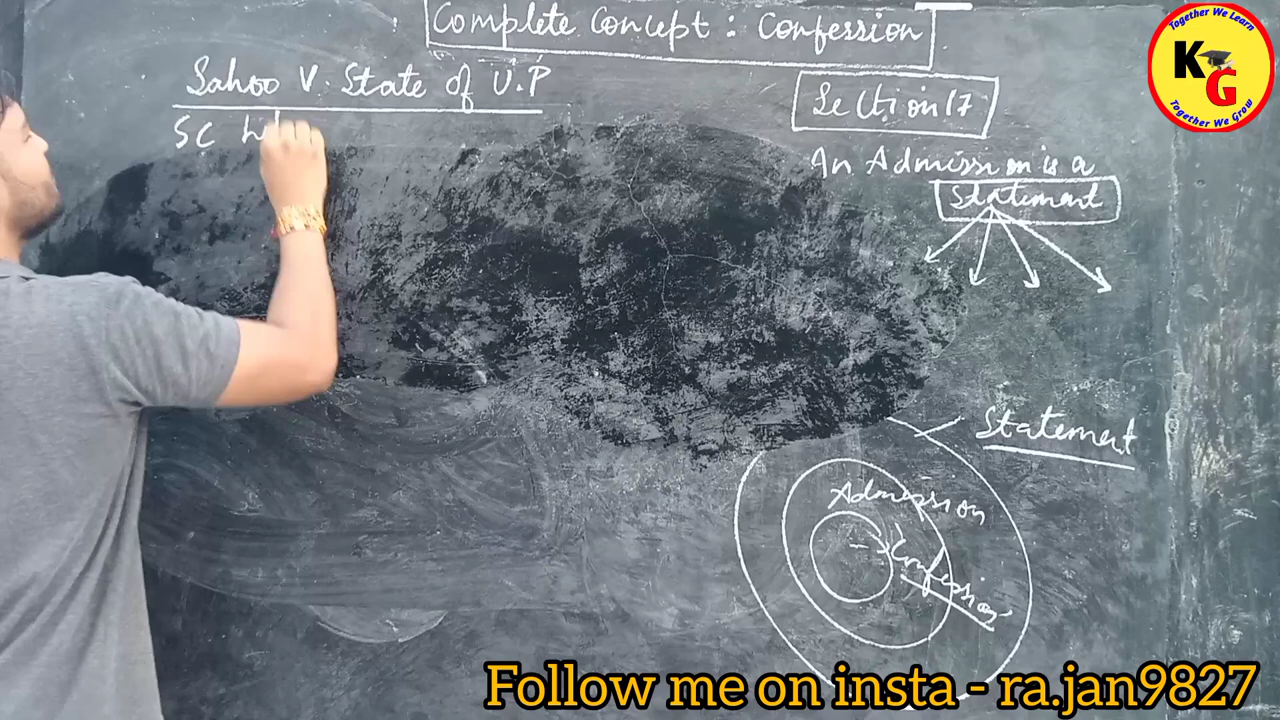 Complete Concept : Confession
Sahoo V. State of U.P
SC
Section 17
An Admission is a
Statement
Statement
Admission
Confession
Together We Learn
KG
Together We Grow
Follow me on insta - ra.jan9827